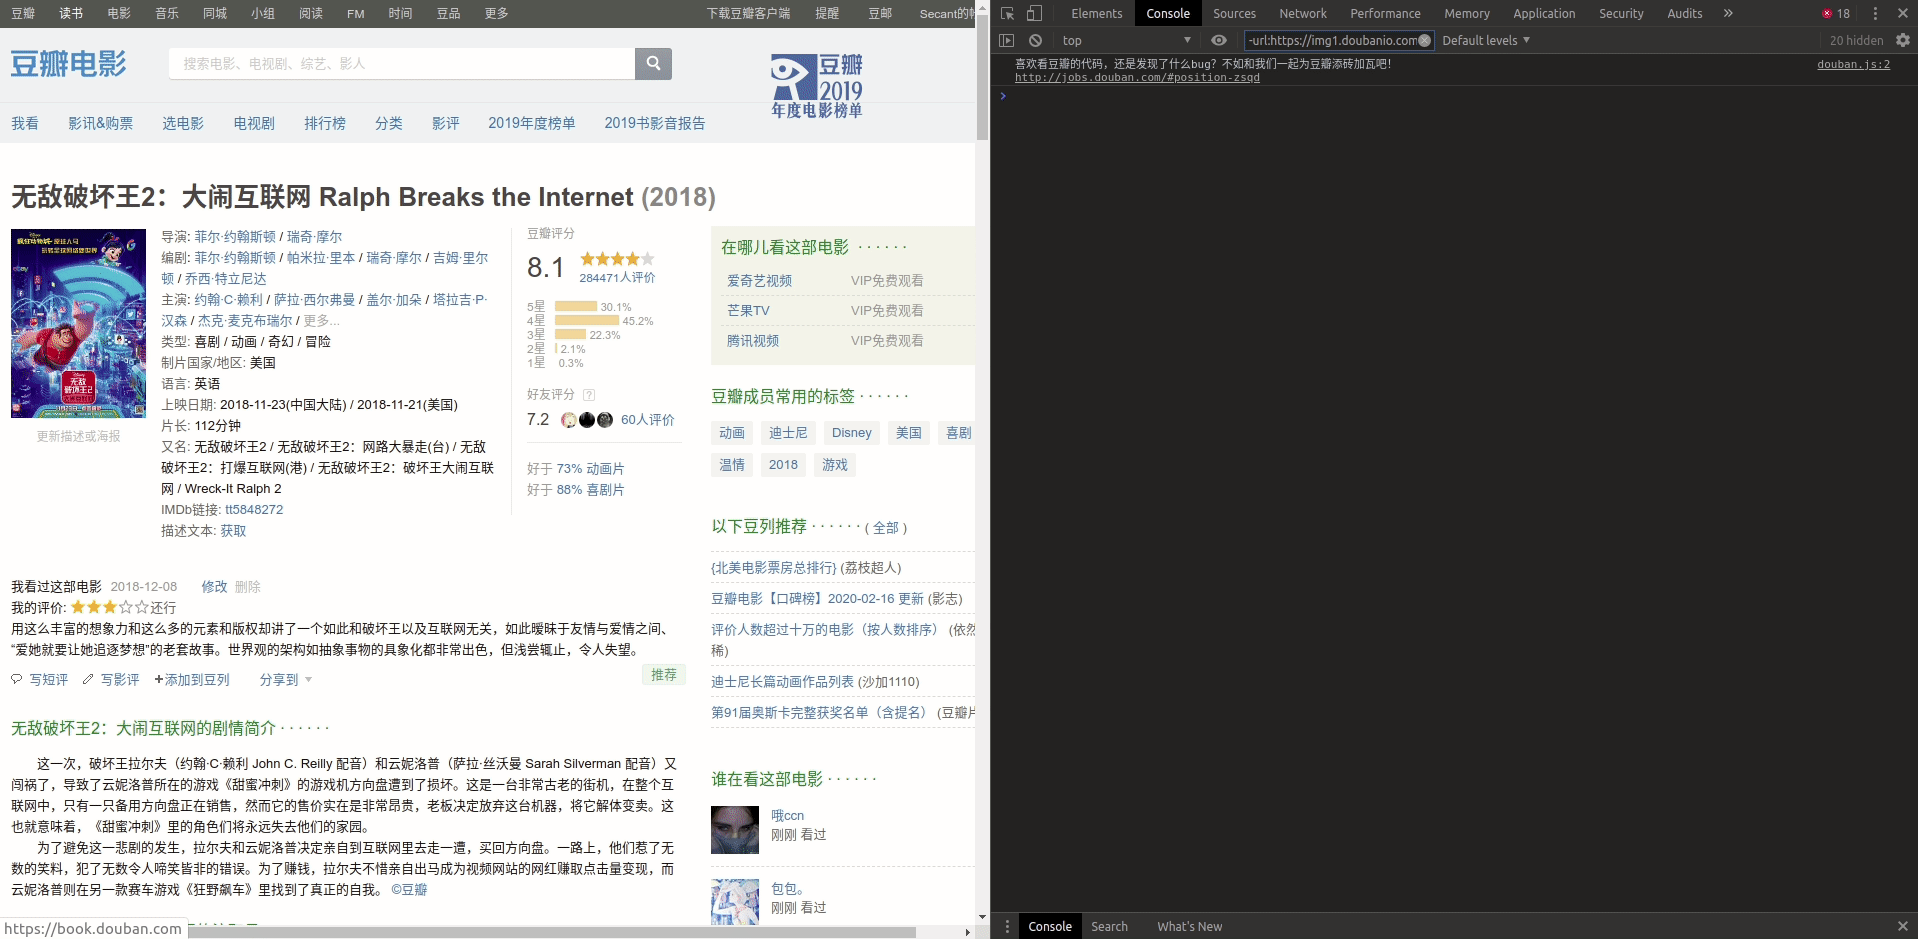 豆瓣 读书 电影 音乐 同城 小组 阅读 FM 时间 豆品 更多 下载豆瓣客户端 提醒 豆邮 Secant的
豆瓣电影
搜索电影、电视剧、综艺、影人
豆瓣
2019
年度电影榜单
我看 影讯&购票 选电影 电视剧 排行榜 分类 影评 2019年度榜单 2019书影音报告
无敌破坏王2：大闹互联网 Ralph Breaks the Internet (2018)
更新描述或海报
导演: 菲尔·约翰斯顿 / 瑞奇·摩尔
编剧: 菲尔·约翰斯顿 / 帕米拉·里本 / 瑞奇·摩尔 / 吉姆·里尔
顿 / 乔西·特立尼达
主演: 约翰·C·赖利 / 萨拉·西尔弗曼 / 盖尔·加朵 / 塔拉吉·P·
汉森 / 杰克·麦克布瑞尔 / 更多...
类型: 喜剧 / 动画 / 奇幻 / 冒险
制片国家/地区: 美国
语言: 英语
上映日期: 2018-11-23(中国大陆) / 2018-11-21(美国)
片长: 112分钟
又名: 无敌破坏王2 / 无敌破坏王2：网路大暴走(台) / 无敌
破坏王2：打爆互联网(港) / 无敌破坏王2：破坏王大闹互联
网 / Wreck-It Ralph 2
IMDb链接: tt5848272
描述文本: 获取
豆瓣评分
8.1
284471人评价
5星 30.1%
4星 45.2%
3星 22.3%
2星 2.1%
1星 0.3%
好友评分 ?
7.2 60人评价
好于 73% 动画片
好于 88% 喜剧片
我看过这部电影 2018-12-08 修改 删除
我的评价: 还行
用这么丰富的想象力和这么多的元素和版权却讲了一个如此和破坏王以及互联网无关，如此暧昧于友情与爱情之间、
“爱她就要让她追逐梦想”的老套故事。世界观的架构如抽象事物的具象化都非常出色，但浅尝辄止，令人失望。
写短评 写影评 +添加到豆列 分享到 推荐
无敌破坏王2：大闹互联网的剧情简介 · · · · · ·
这一次，破坏王拉尔夫（约翰·C·赖利 John C. Reilly 配音）和云妮洛普（萨拉·丝沃曼 Sarah Silverman 配音）又
闯祸了，导致了云妮洛普所在的游戏《甜蜜冲刺》的游戏机方向盘遭到了损坏。这是一台非常古老的街机，在整个互
联网中，只有一只备用方向盘正在销售，然而它的售价实在是非常昂贵，老板决定放弃这台机器，将它解体变卖。这
也就意味着，《甜蜜冲刺》里的角色们将永远失去他们的家园。
为了避免这一悲剧的发生，拉尔夫和云妮洛普决定亲自到互联网里去走一遭，买回方向盘。一路上，他们惹了无
数的笑料，犯了无数令人啼笑皆非的错误。为了赚钱，拉尔夫不惜亲自出马成为视频网站的网红赚取点击量变现，而
云妮洛普则在另一款赛车游戏《狂野飙车》里找到了真正的自我。 ©豆瓣
https://book.douban.com
在哪儿看这部电影 · · · · · ·
爱奇艺视频 VIP免费观看
芒果TV VIP免费观看
腾讯视频 VIP免费观看
豆瓣成员常用的标签 · · · · · ·
动画 迪士尼 Disney 美国 喜剧
温情 2018 游戏
以下豆列推荐 · · · · · · ( 全部 )
{北美电影票房总排行} (荔枝超人)
豆瓣电影【口碑榜】2020-02-16 更新 (影志)
评价人数超过十万的电影（按人数排序） (依然
稀)
迪士尼长篇动画作品列表 (沙加1110)
第91届奥斯卡完整获奖名单（含提名） (豆瓣片
谁在看这部电影 · · · · · ·
哦ccn
刚刚 看过
包包。
刚刚 看过
Elements Console Sources Network Performance Memory Application Security Audits » 18
top -url:https://img1.doubanio.com Default levels 20 hidden
喜欢看豆瓣的代码，还是发现了什么bug？不如和我们一起为豆瓣添砖加瓦吧！ douban.js:2
http://jobs.douban.com/#position-zsqd
Console Search What's New